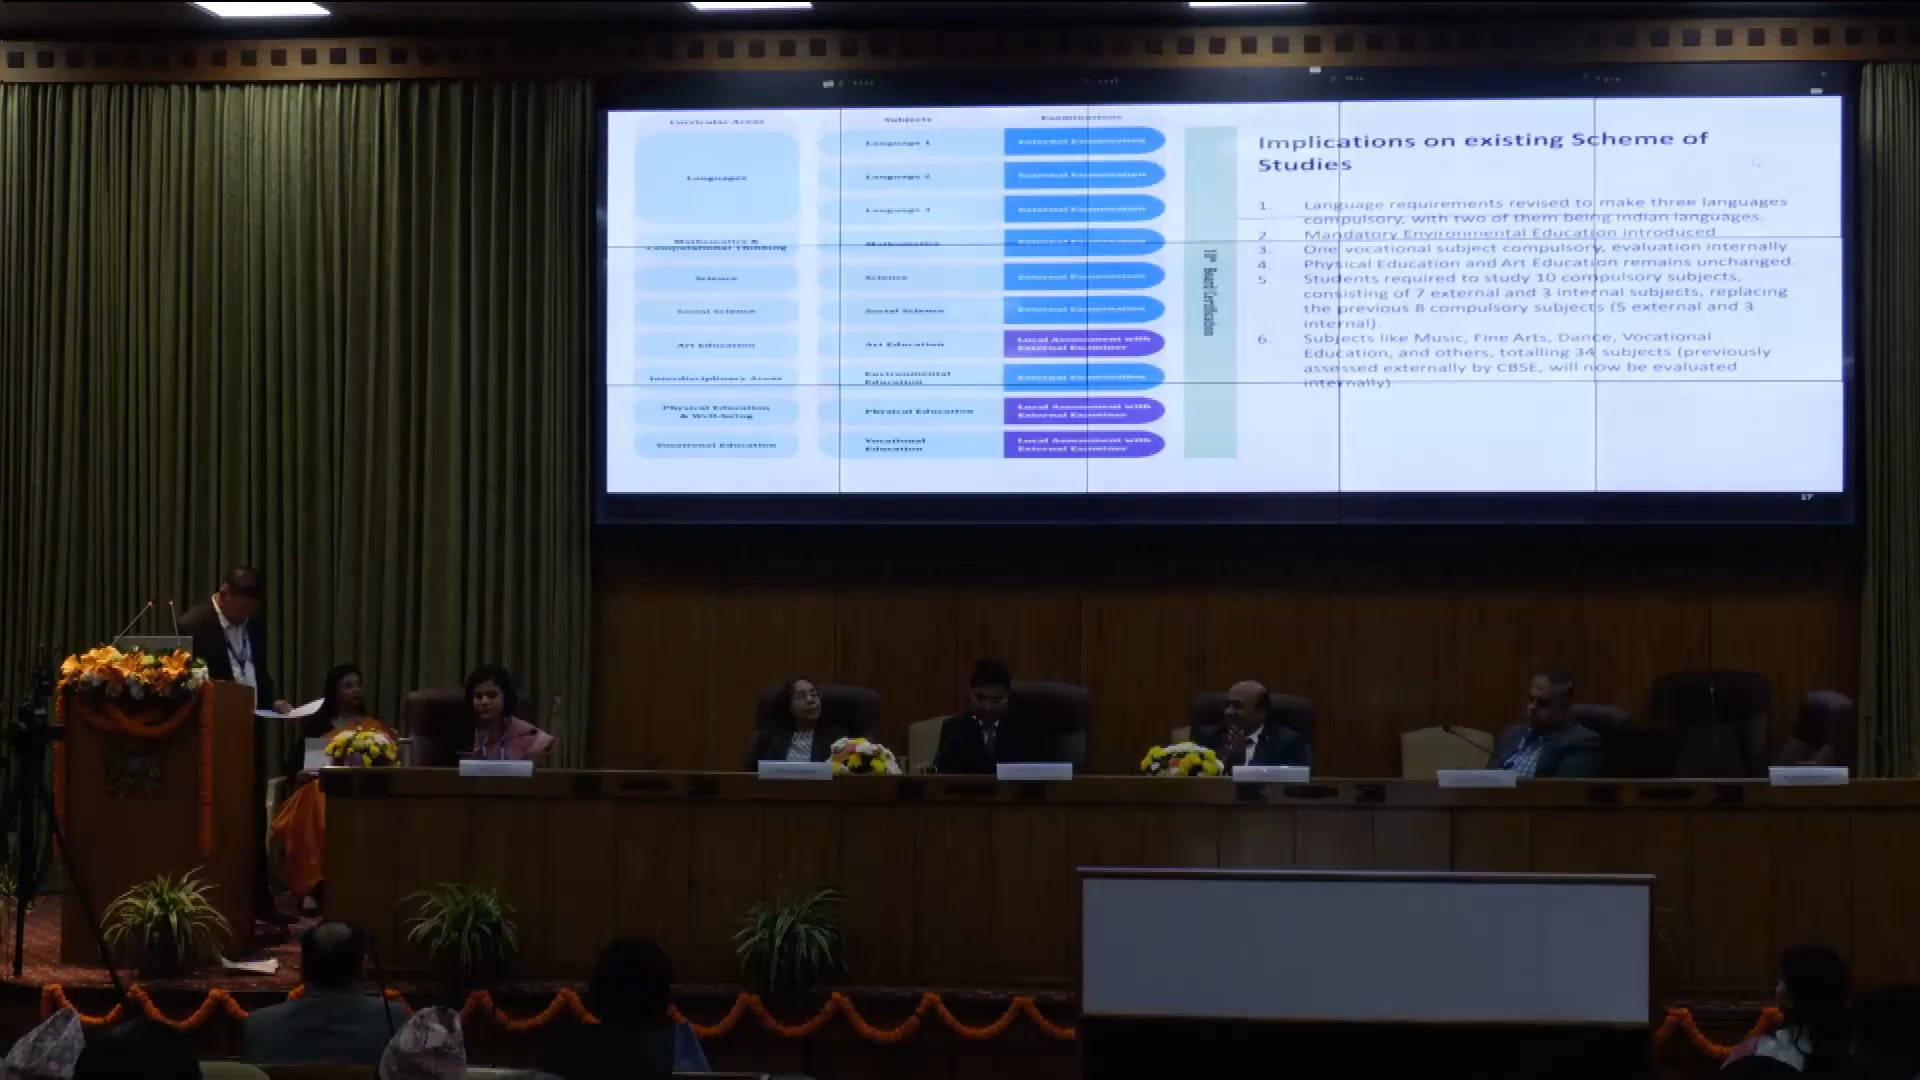 Curricular Areas
Subjects
Examinations
Languages
Language 1
External Examination
Language 2
External Examination
Language 3
External Examination
Mathematics &
Computational Thinking
Mathematics
External Examination
Science
Science
External Examination
Social Science
Social Science
External Examination
Art Education
Art Education
Local Assessment with
External Examiner
Interdisciplinary Areas
Environmental
Education
External Examination
Physical Education
& Well-being
Physical Education
Local Assessment with
External Examiner
Vocational Education
Vocational
Education
Local Assessment with
External Examiner
10th Board Certification
Implications on existing Scheme of
Studies
1. Language requirements revised to make three languages
compulsory, with two of them being Indian languages.
2. Mandatory Environmental Education introduced
3. One vocational subject compulsory, evaluation internally
4. Physical Education and Art Education remains unchanged.
5. Students required to study 10 compulsory subjects,
consisting of 7 external and 3 internal subjects, replacing
the previous 8 compulsory subjects (5 external and 3
internal).
6. Subjects like Music, Fine Arts, Dance, Vocational
Education, and others, totalling 34 subjects (previously
assessed externally by CBSE, will now be evaluated
internally)
17